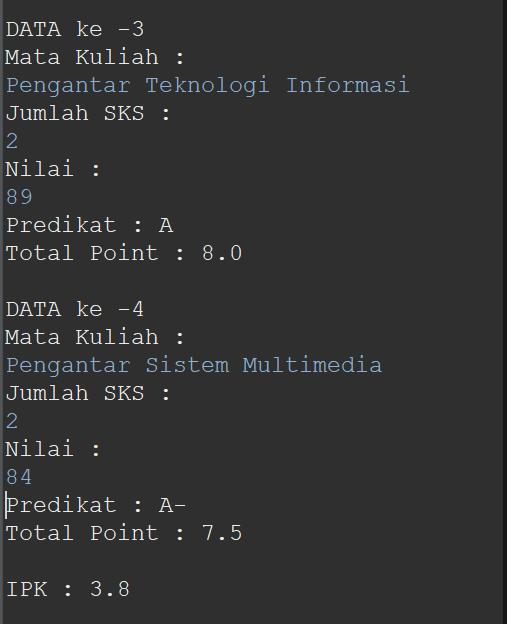 DATA ke -3
Mata Kuliah :
Pengantar Teknologi Informasi
Jumlah SKS :
2
Nilai :
89
Predikat : A
Total Point : 8.0
DATA ke -4
Mata Kuliah :
Pengantar Sistem Multimedia
Jumlah SKS :
2
Nilai :
84
Predikat : A-
Total Point : 7.5
IPK : 3.8